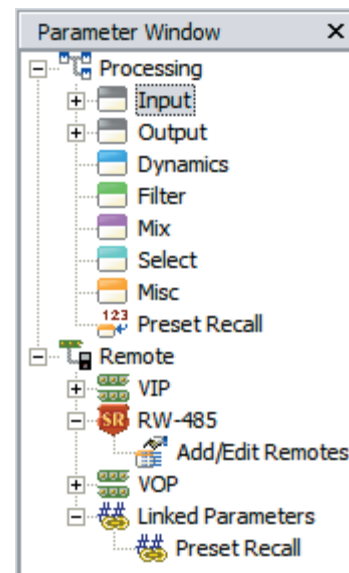 Parameter Window
Processing
Input
Output
Dynamics
Filter
Mix
Select
Misc
123 Preset Recall
Remote
VIP
SR RW-485
Add/Edit Remotes
VOP
## Linked Parameters
## Preset Recall